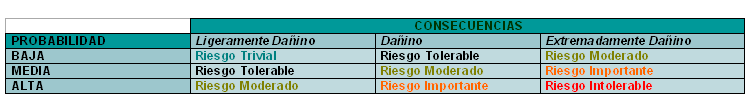 CONSECUENCIAS
PROBABILIDAD Ligeramente Dañino Dañino Extremadamente Dañino
BAJA Riesgo Trivial Riesgo Tolerable Riesgo Moderado
MEDIA Riesgo Tolerable Riesgo Moderado Riesgo Importante
ALTA Riesgo Moderado Riesgo Importante Riesgo Intolerable